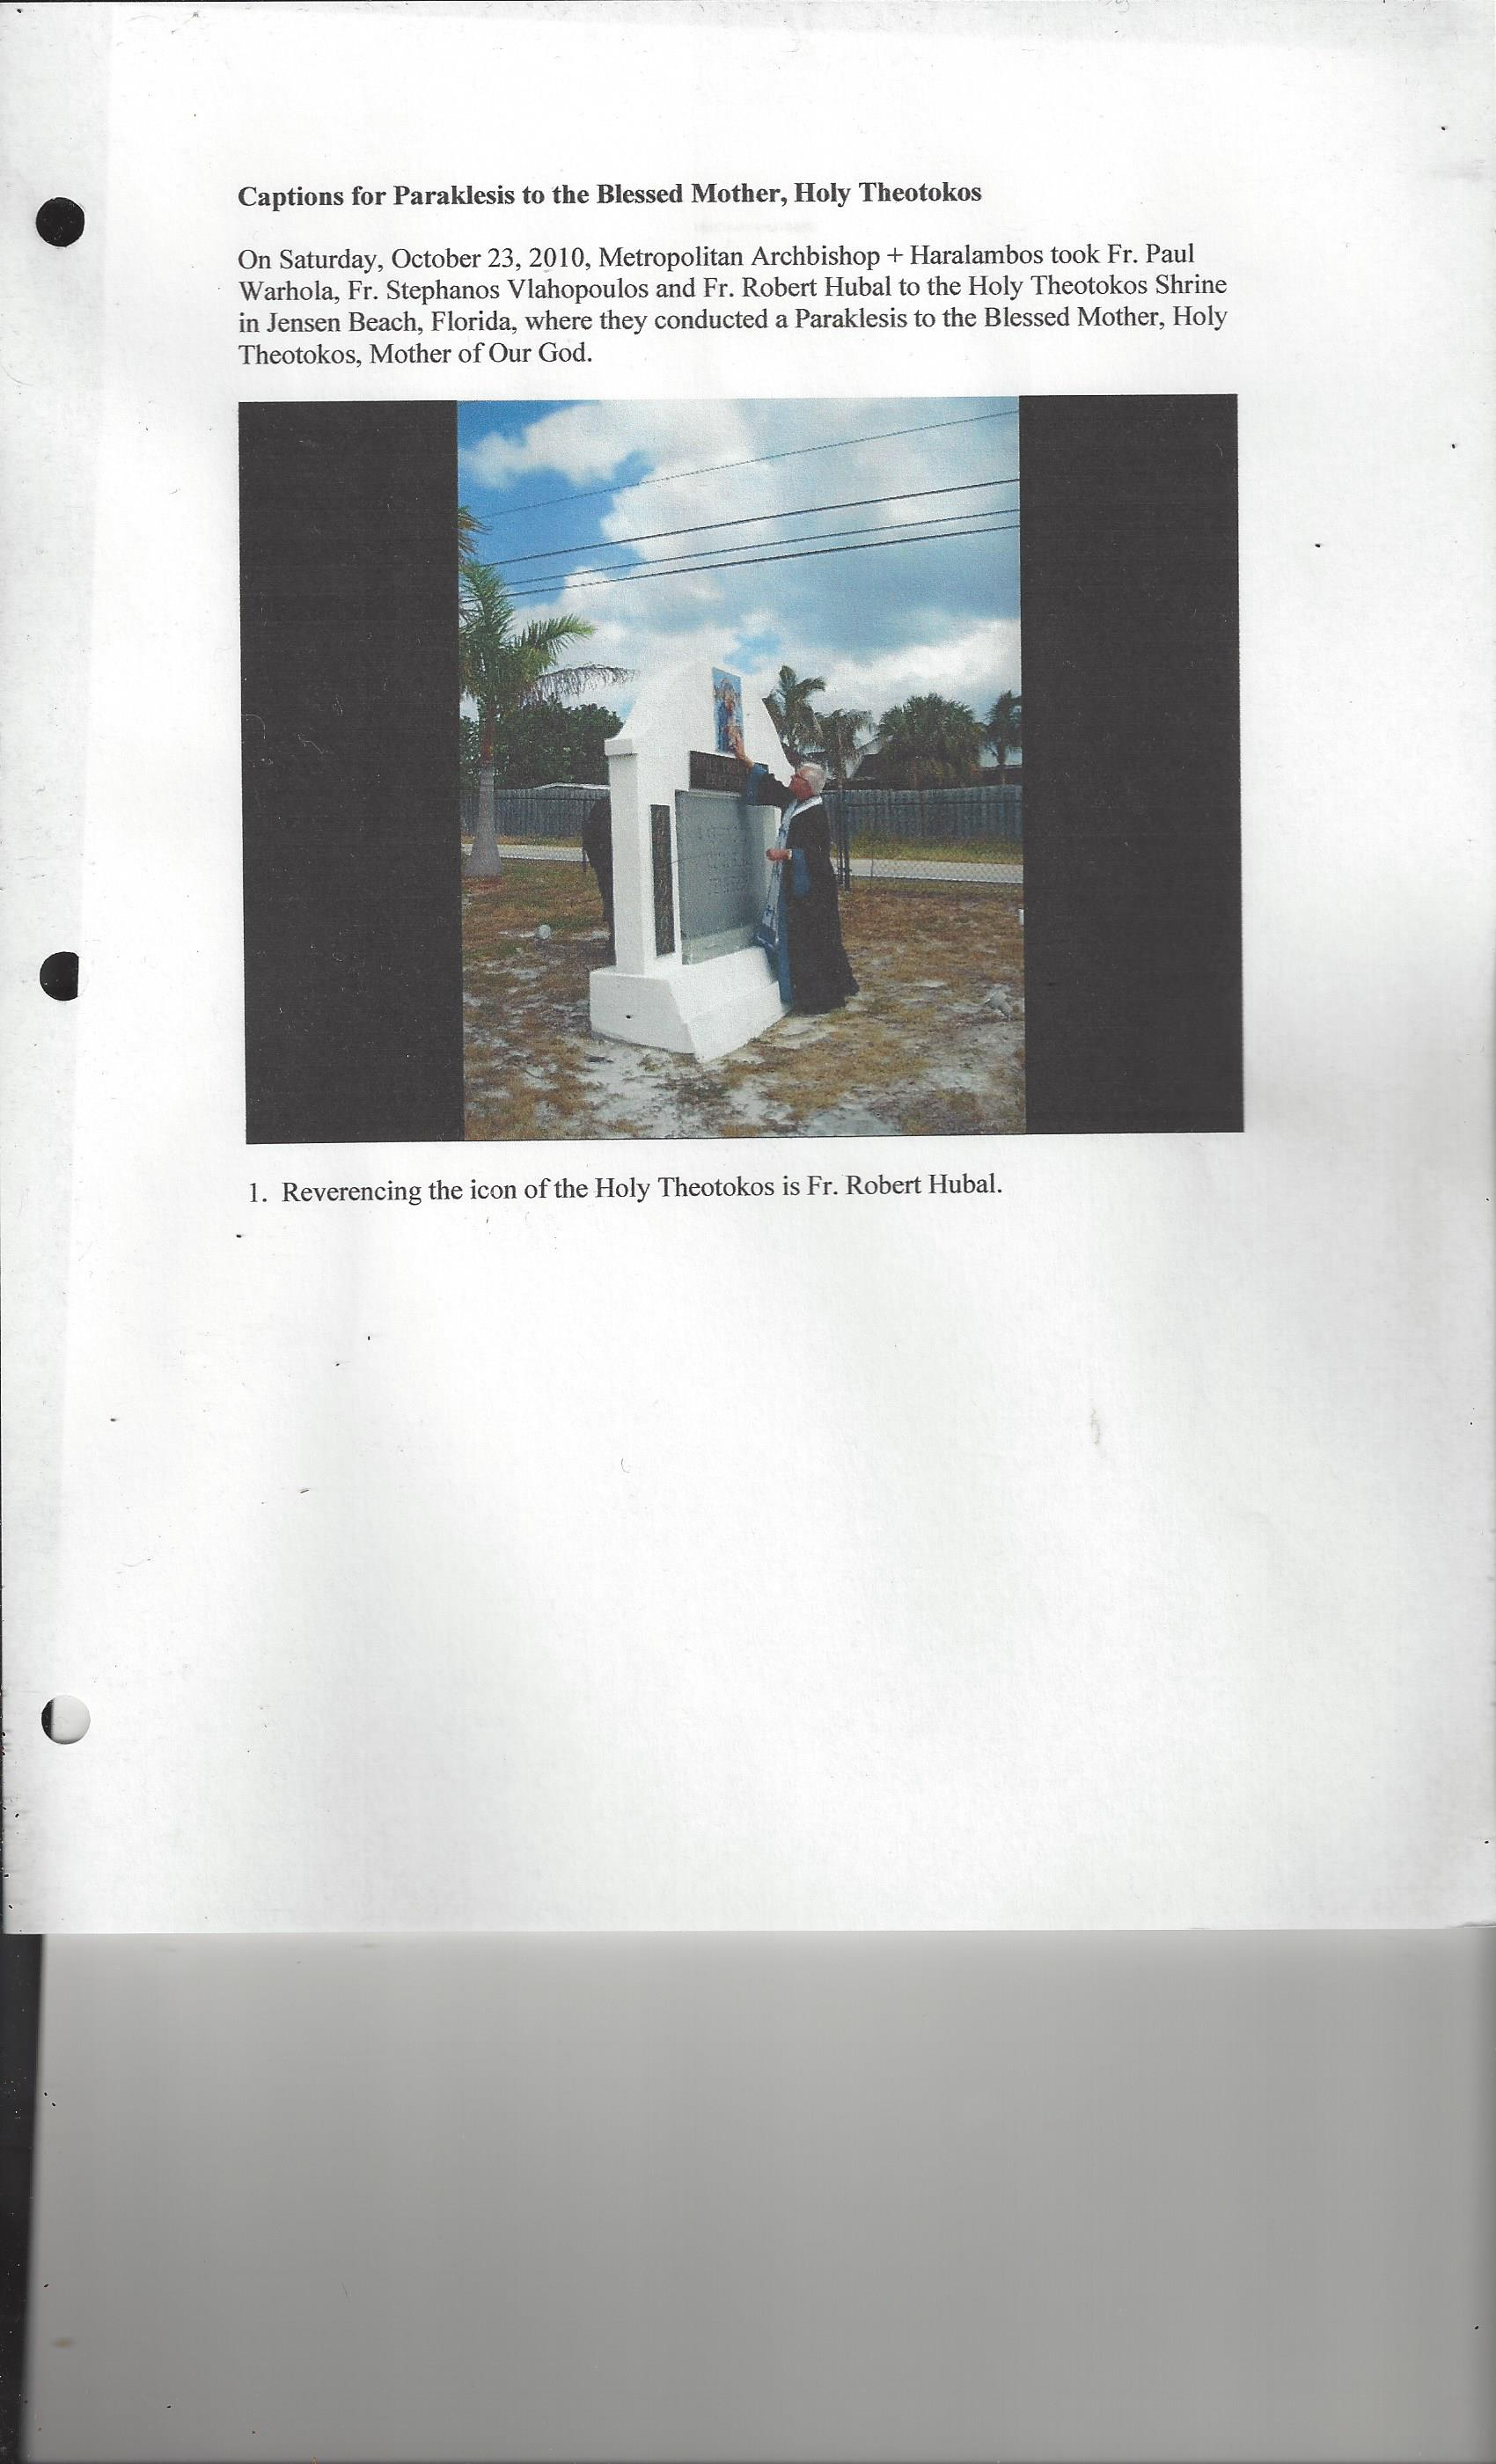 Captions for Paraklesis to the Blessed Mother, Holy Theotokos
On Saturday, October 23, 2010, Metropolitan Archbishop + Haralambos took Fr. Paul
Warhola, Fr. Stephanos Vlahopoulos and Fr. Robert Hubal to the Holy Theotokos Shrine
in Jensen Beach, Florida, where they conducted a Paraklesis to the Blessed Mother, Holy
Theotokos, Mother of Our God.
1. Reverencing the icon of the Holy Theotokos is Fr. Robert Hubal.